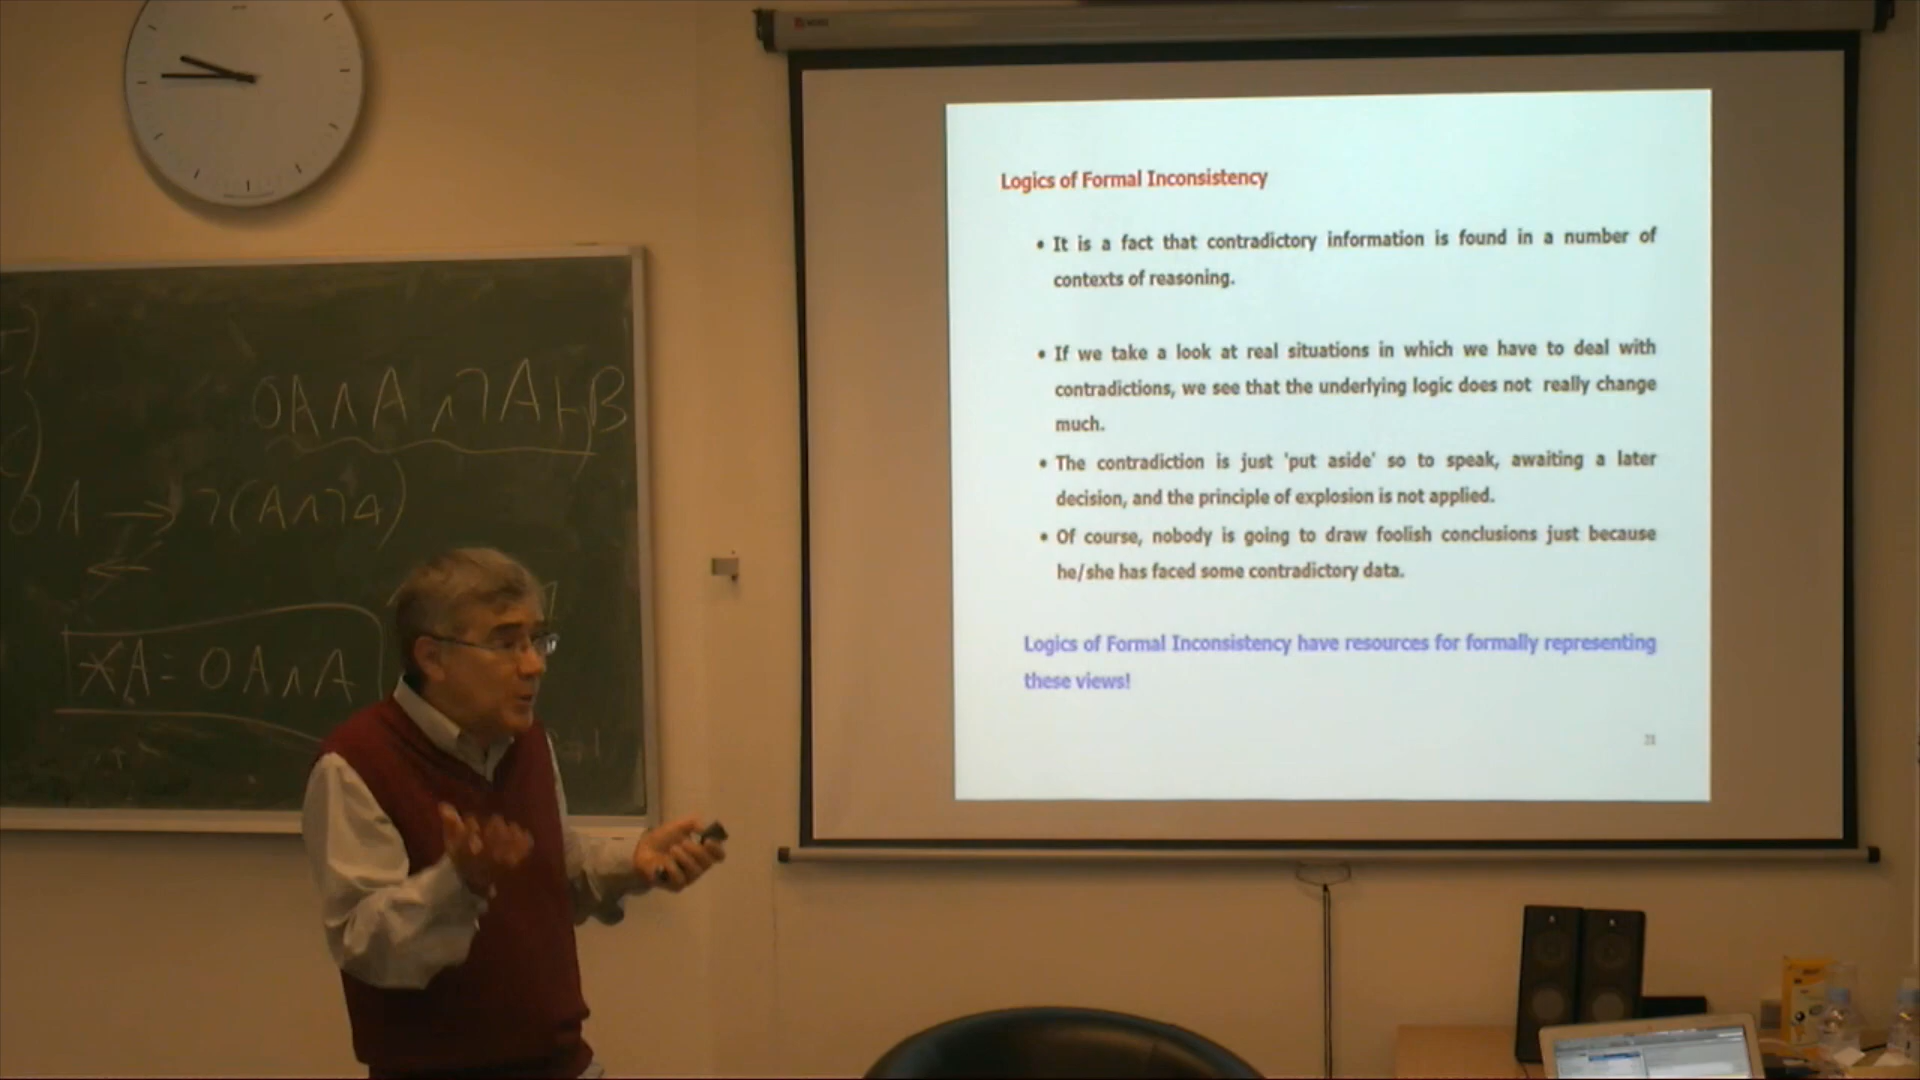 Logics of Formal Inconsistency
• It is a fact that contradictory information is found in a number of
contexts of reasoning.
• If we take a look at real situations in which we have to deal with
contradictions, we see that the underlying logic does not really change
much.
• The contradiction is just 'put aside' so to speak, awaiting a later
decision, and the principle of explosion is not applied.
• Of course, nobody is going to draw foolish conclusions just because
he/she has faced some contradictory data.
Logics of Formal Inconsistency have resources for formally representing
these views!
OA∧A∧¬A⊢B
OA → ¬(A∧¬A)
*A = OA∧A